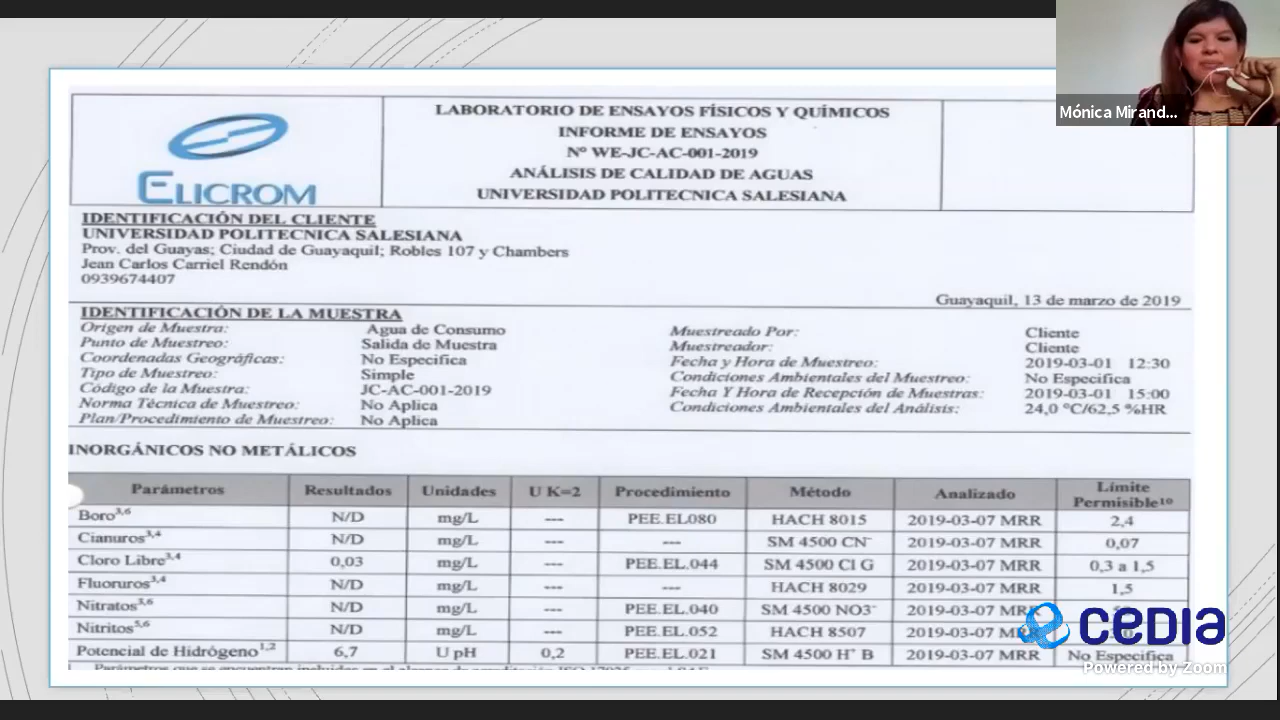 Mónica Mirand...
ELICROM
LABORATORIO DE ENSAYOS FÍSICOS Y QUÍMICOS
INFORME DE ENSAYOS
Nº WE-JC-AC-001-2019
ANÁLISIS DE CALIDAD DE AGUAS
UNIVERSIDAD POLITECNICA SALESIANA
IDENTIFICACIÓN DEL CLIENTE
UNIVERSIDAD POLITECNICA SALESIANA
Prov. del Guayas; Ciudad de Guayaquil; Robles 107 y Chambers
Jean Carlos Carriel Rendón
0939674407
Guayaquil, 13 de marzo de 2019
IDENTIFICACIÓN DE LA MUESTRA
Origen de Muestra: Agua de Consumo
Punto de Muestreo: Salida de Muestra
Coordenadas Geográficas: No Especifica
Tipo de Muestreo: Simple
Código de la Muestra: JC-AC-001-2019
Norma Técnica de Muestreo: No Aplica
Plan/Procedimiento de Muestreo: No Aplica
Muestreado Por: Cliente
Muestreador: Cliente
Fecha y Hora de Muestreo: 2019-03-01 12:30
Condiciones Ambientales del Muestreo: No Especifica
Fecha Y Hora de Recepción de Muestras: 2019-03-01 15:00
Condiciones Ambientales del Análisis: 24,0 °C/62,5 %HR
INORGÁNICOS NO METÁLICOS
Parámetros Resultados Unidades U K=2 Procedimiento Método Analizado Límite Permisible¹⁰
Boro³,⁶ N/D mg/L --- PEE.EL080 HACH 8015 2019-03-07 MRR 2,4
Cianuros³,⁴ N/D mg/L --- --- SM 4500 CN⁻ 2019-03-07 MRR 0,07
Cloro Libre³,⁴ 0,03 mg/L --- PEE.EL.044 SM 4500 Cl G 2019-03-07 MRR 0,3 a 1,5
Fluoruros³,⁴ N/D mg/L --- --- HACH 8029 2019-03-07 MRR 1,5
Nitratos³,⁶ N/D mg/L --- PEE.EL.040 SM 4500 NO3⁻ 2019-03-07 MRR
Nitritos⁵,⁶ N/D mg/L --- PEE.EL.052 HACH 8507 2019-03-07 MRR
Potencial de Hidrógeno¹,² 6,7 U pH 0,2 PEE.EL.021 SM 4500 H⁺ B 2019-03-07 MRR No Especifica
Parámetros que se encuentran incluidos en el alcance de acreditación ISO
cedia
Powered by Zoom